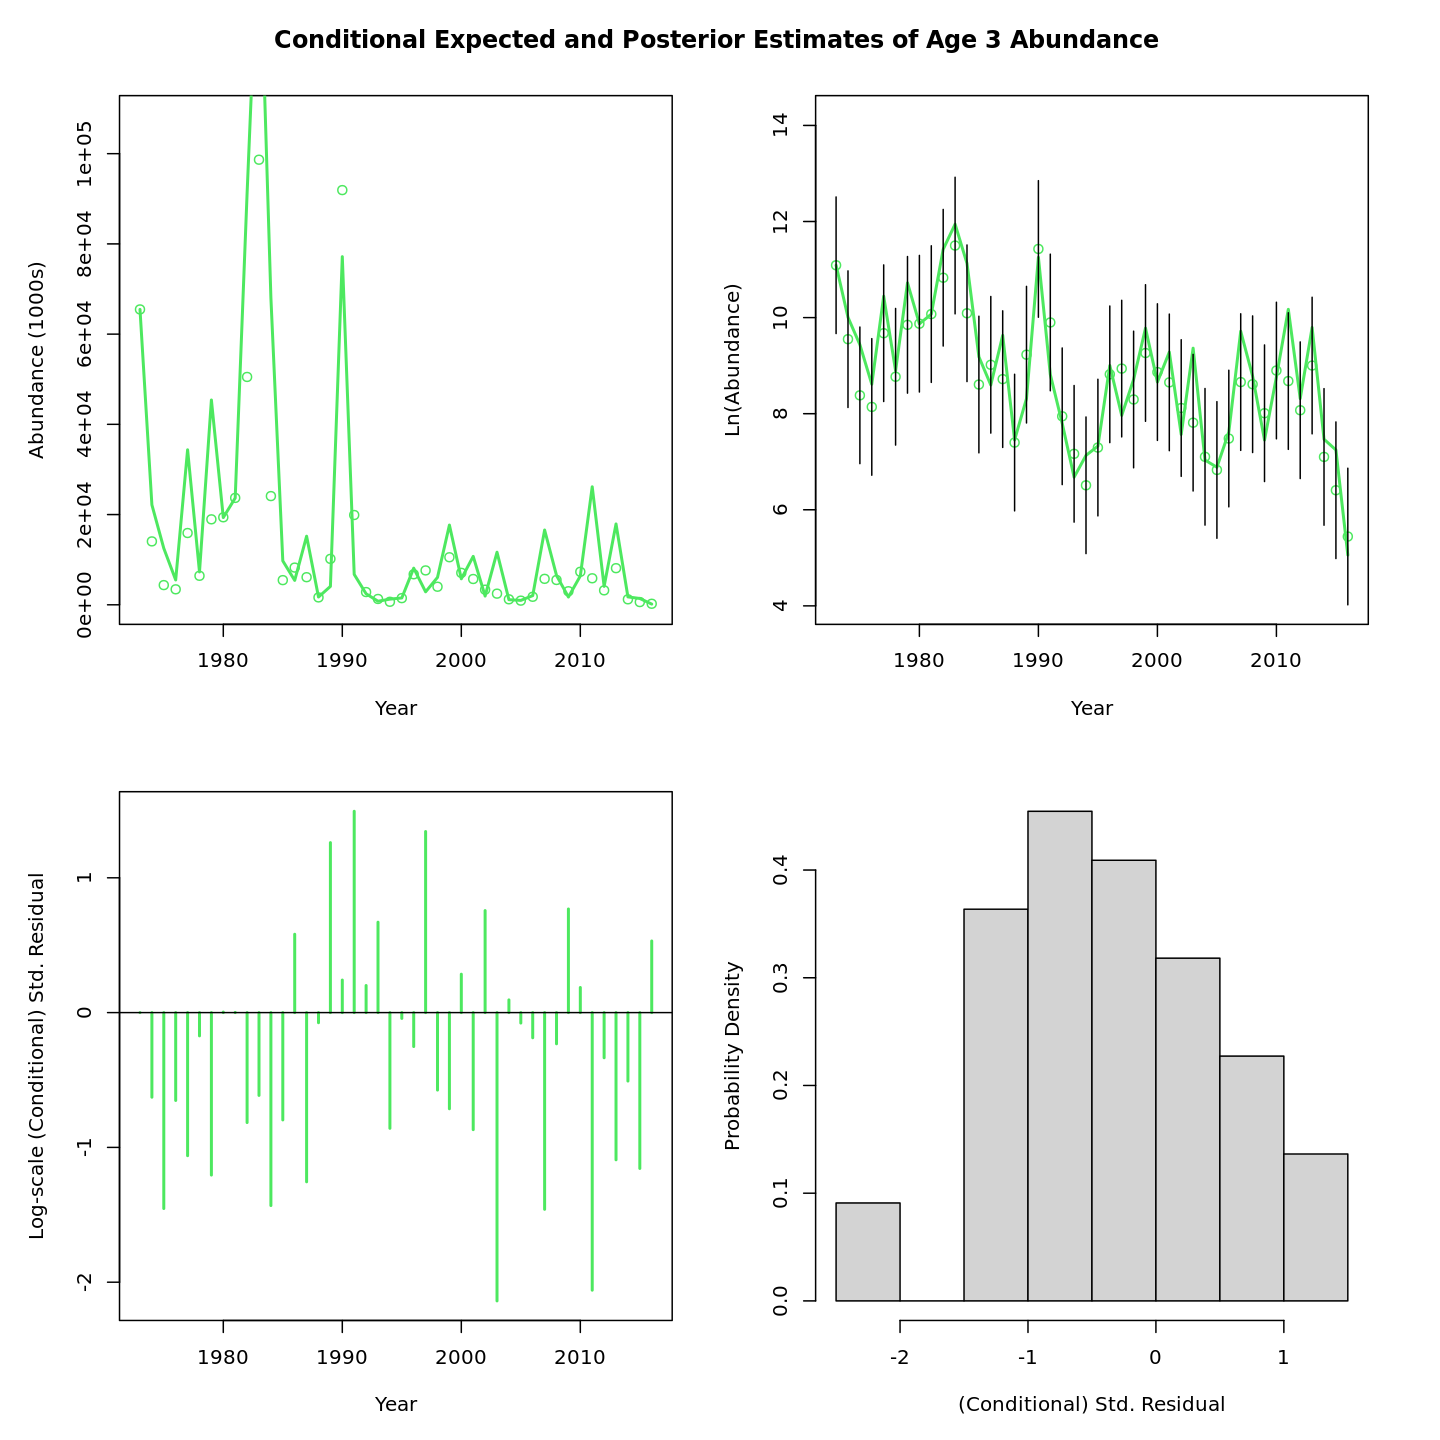 Conditional Expected and Posterior Estimates of Age 3 Abundance
Abundance (1000s)
0e+00 2e+04 4e+04 6e+04 8e+04 1e+05
1980 1990 2000 2010
Year
Ln(Abundance)
4 6 8 10 12 14
1980 1990 2000 2010
Year
Log-scale (Conditional) Std. Residual
-2 -1 0 1
1980 1990 2000 2010
Year
Probability Density
0.0 0.1 0.2 0.3 0.4
-2 -1 0 1
(Conditional) Std. Residual